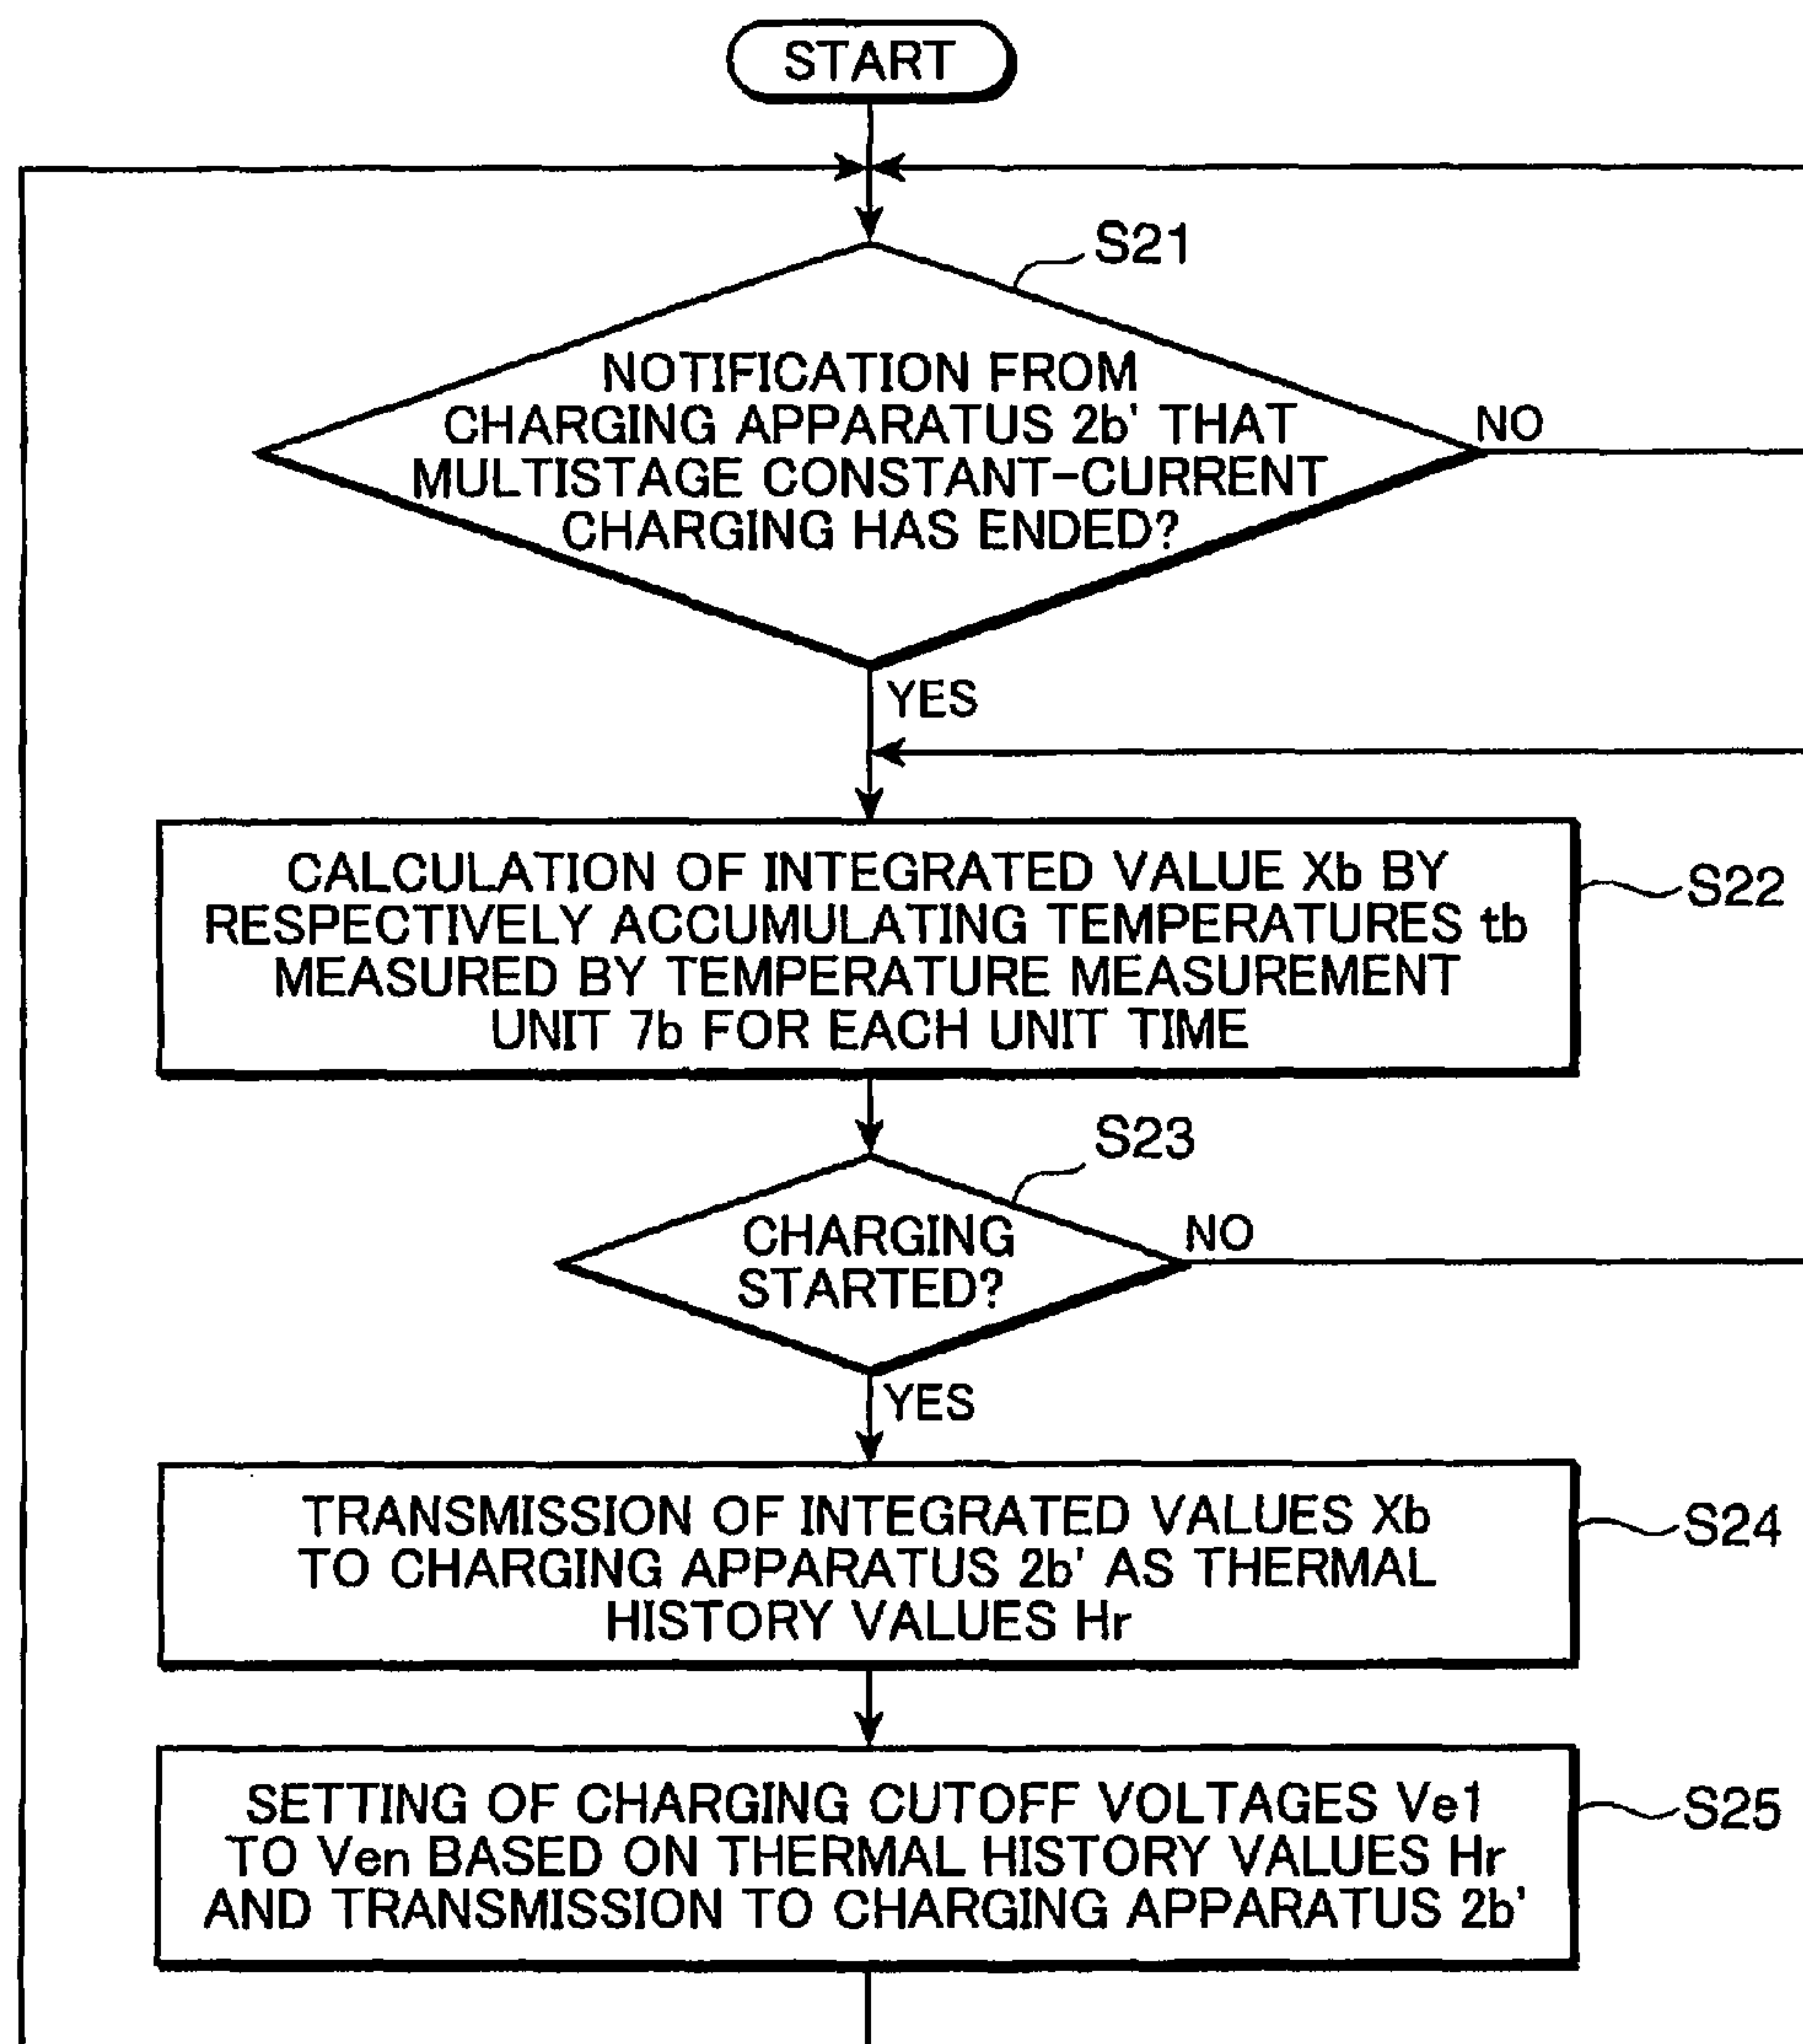 START
S21
NOTIFICATION FROM
CHARGING APPARATUS 2b' THAT
MULTISTAGE CONSTANT-CURRENT
CHARGING HAS ENDED?
NO
YES
CALCULATION OF INTEGRATED VALUE Xb BY
RESPECTIVELY ACCUMULATING TEMPERATURES tb
MEASURED BY TEMPERATURE MEASUREMENT
UNIT 7b FOR EACH UNIT TIME
S22
S23
CHARGING
STARTED?
NO
YES
TRANSMISSION OF INTEGRATED VALUES Xb
TO CHARGING APPARATUS 2b' AS THERMAL
HISTORY VALUES Hr
S24
SETTING OF CHARGING CUTOFF VOLTAGES Ve1
TO Ven BASED ON THERMAL HISTORY VALUES Hr
AND TRANSMISSION TO CHARGING APPARATUS 2b'
S25